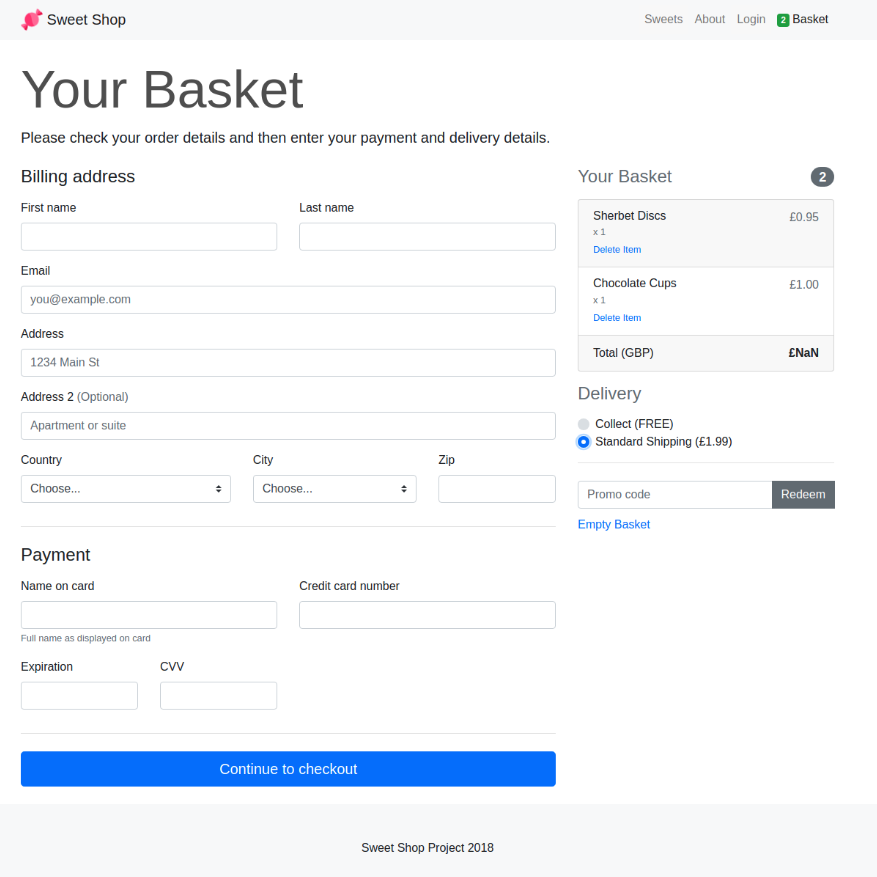 Sweet Shop
Sweets About Login 2 Basket
Your Basket
Please check your order details and then enter your payment and delivery details.
Billing address
First name Last name
Email
you@example.com
Address
1234 Main St
Address 2 (Optional)
Apartment or suite
Country City Zip
Choose... Choose...
Payment
Name on card Credit card number
Full name as displayed on card
Expiration CVV
Continue to checkout
Your Basket 2
Sherbet Discs £0.95
x 1
Delete Item
Chocolate Cups £1.00
x 1
Delete Item
Total (GBP) £NaN
Delivery
Collect (FREE)
Standard Shipping (£1.99)
Promo code Redeem
Empty Basket
Sweet Shop Project 2018